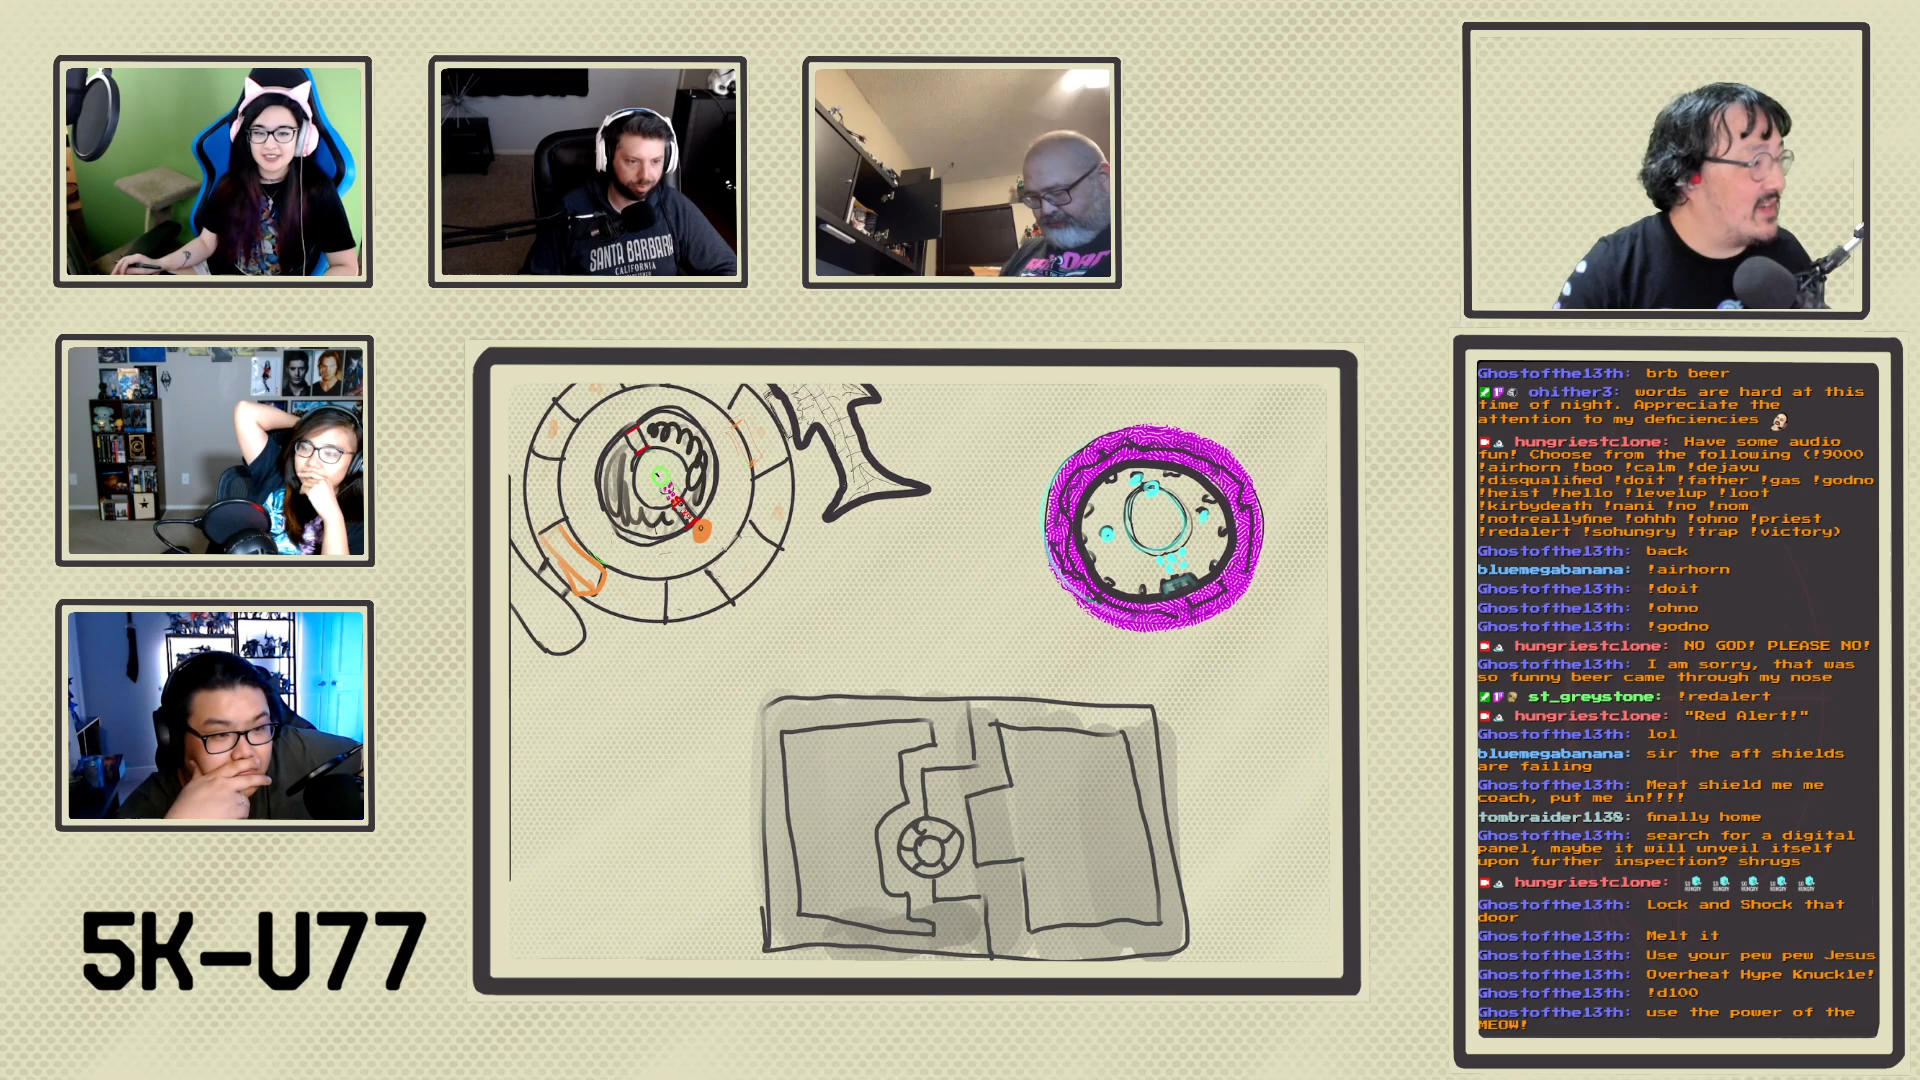 SANTA BARBARA
CALIFORNIA
5K-U77
Ghostofthe13th: brb beer
ohither3: words are hard at this
time of night. Appreciate the
attention to my deficiencies
hungriestclone: Have some audio
fun! Choose from the following (!9000
!airhorn !boo !calm !dejavu
!disqualified !doit !father !gas !godno
!heist !hello !levelup !loot
!kirbydeath !nani !no !nom
!notreallyfine !ohhh !ohno !priest
!redalert !sohungry !trap !victory)
Ghostofthe13th: back
bluemegabanana: !airhorn
Ghostofthe13th: !doit
Ghostofthe13th: !ohno
Ghostofthe13th: !godno
hungriestclone: NO GOD! PLEASE NO!
Ghostofthe13th: I am sorry, that was
so funny beer came through my nose
st_greystone: !redalert
hungriestclone: "Red Alert!"
Ghostofthe13th: lol
bluemegabanana: sir the aft shields
are failing
Ghostofthe13th: Meat shield me me
coach, put me in!!!!
tombraider1138: finally home
Ghostofthe13th: search for a digital
panel, maybe it will unveil itself
upon further inspection? shrugs
hungriestclone:
Ghostofthe13th: Lock and Shock that
door
Ghostofthe13th: Melt it
Ghostofthe13th: Use your pew pew Jesus
Ghostofthe13th: Overheat Hype Knuckle!
Ghostofthe13th: !d100
Ghostofthe13th: use the power of the
MEOW!